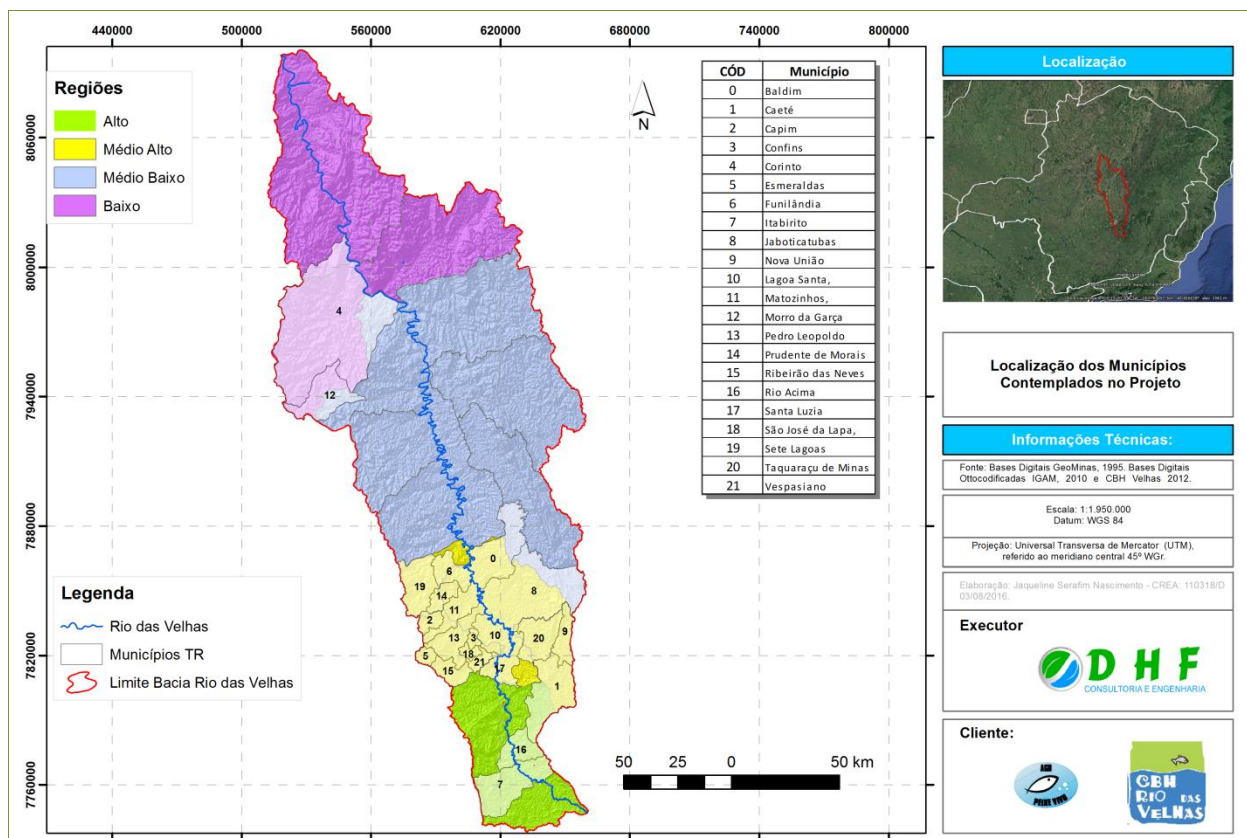 440000 500000 560000 620000 680000 740000 800000
8060000
8000000
7940000
7880000
7820000
7760000
Regiões
Alto
Médio Alto
Médio Baixo
Baixo
N
CÓD Município
0 Baldim
1 Caeté
2 Capim
3 Confins
4 Corinto
5 Esmeraldas
6 Funilândia
7 Itabirito
8 Jaboticatubas
9 Nova União
10 Lagoa Santa,
11 Matozinhos,
12 Morro da Garça
13 Pedro Leopoldo
14 Prudente de Morais
15 Ribeirão das Neves
16 Rio Acima
17 Santa Luzia
18 São José da Lapa,
19 Sete Lagoas
20 Taquaraçu de Minas
21 Vespasiano
4
12
0
6
19
8
14
11
2
13
3
10
20
9
5
18
21
17
15
1
16
7
Legenda
Rio das Velhas
Municípios TR
Limite Bacia Rio das Velhas
50 25 0 50 km
Localização
Localização dos Municípios
Contemplados no Projeto
Informações Técnicas:
Fonte: Bases Digitais GeoMinas, 1995. Bases Digitais
Ottocodificadas IGAM, 2010 e CBH Velhas 2012.
Escala: 1:1.950.000
Datum: WGS 84
Projeção: Universal Transversa de Mercator (UTM),
referido ao meridiano central 45º WGr.
Elaboração: Jaqueline Serafim Nascimento - CREA: 110318/D
03/08/2016.
Executor
DHF
CONSULTORIA E ENGENHARIA
Cliente:
AGB
PEIXE VIVO
CBH
RIO
DAS
VELHAS